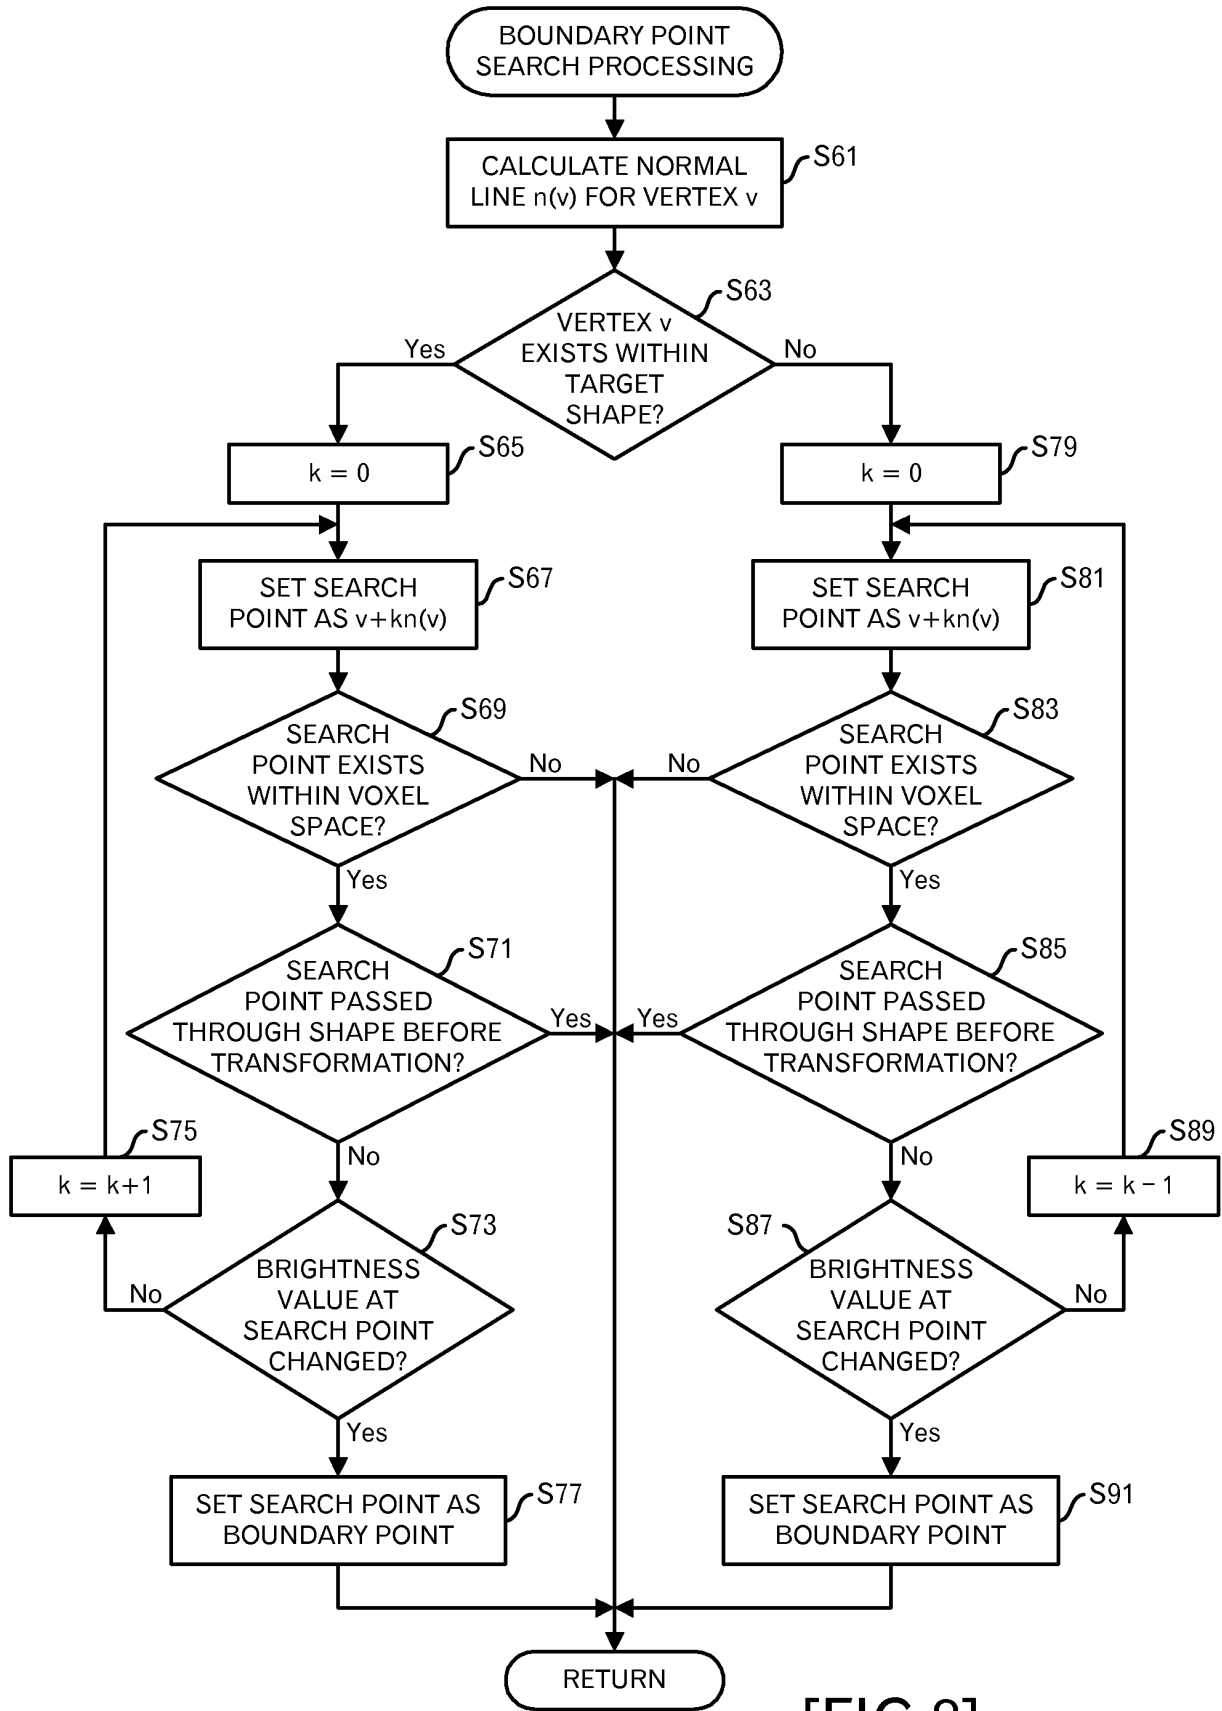 BOUNDARY POINT
SEARCH PROCESSING
CALCULATE NORMAL
LINE n(v) FOR VERTEX v
S61
VERTEX v
EXISTS WITHIN
TARGET
SHAPE?
S63
Yes
No
k = 0
S65
k = 0
S79
SET SEARCH
POINT AS v+kn(v)
S67
SET SEARCH
POINT AS v+kn(v)
S81
SEARCH
POINT EXISTS
WITHIN VOXEL
SPACE?
S69
No
Yes
SEARCH
POINT EXISTS
WITHIN VOXEL
SPACE?
S83
No
Yes
SEARCH
POINT PASSED
THROUGH SHAPE BEFORE
TRANSFORMATION?
S71
Yes
No
SEARCH
POINT PASSED
THROUGH SHAPE BEFORE
TRANSFORMATION?
S85
Yes
No
k = k+1
S75
k = k-1
S89
BRIGHTNESS
VALUE AT
SEARCH POINT
CHANGED?
S73
No
Yes
BRIGHTNESS
VALUE AT
SEARCH POINT
CHANGED?
S87
No
Yes
SET SEARCH POINT AS
BOUNDARY POINT
S77
SET SEARCH POINT AS
BOUNDARY POINT
S91
RETURN